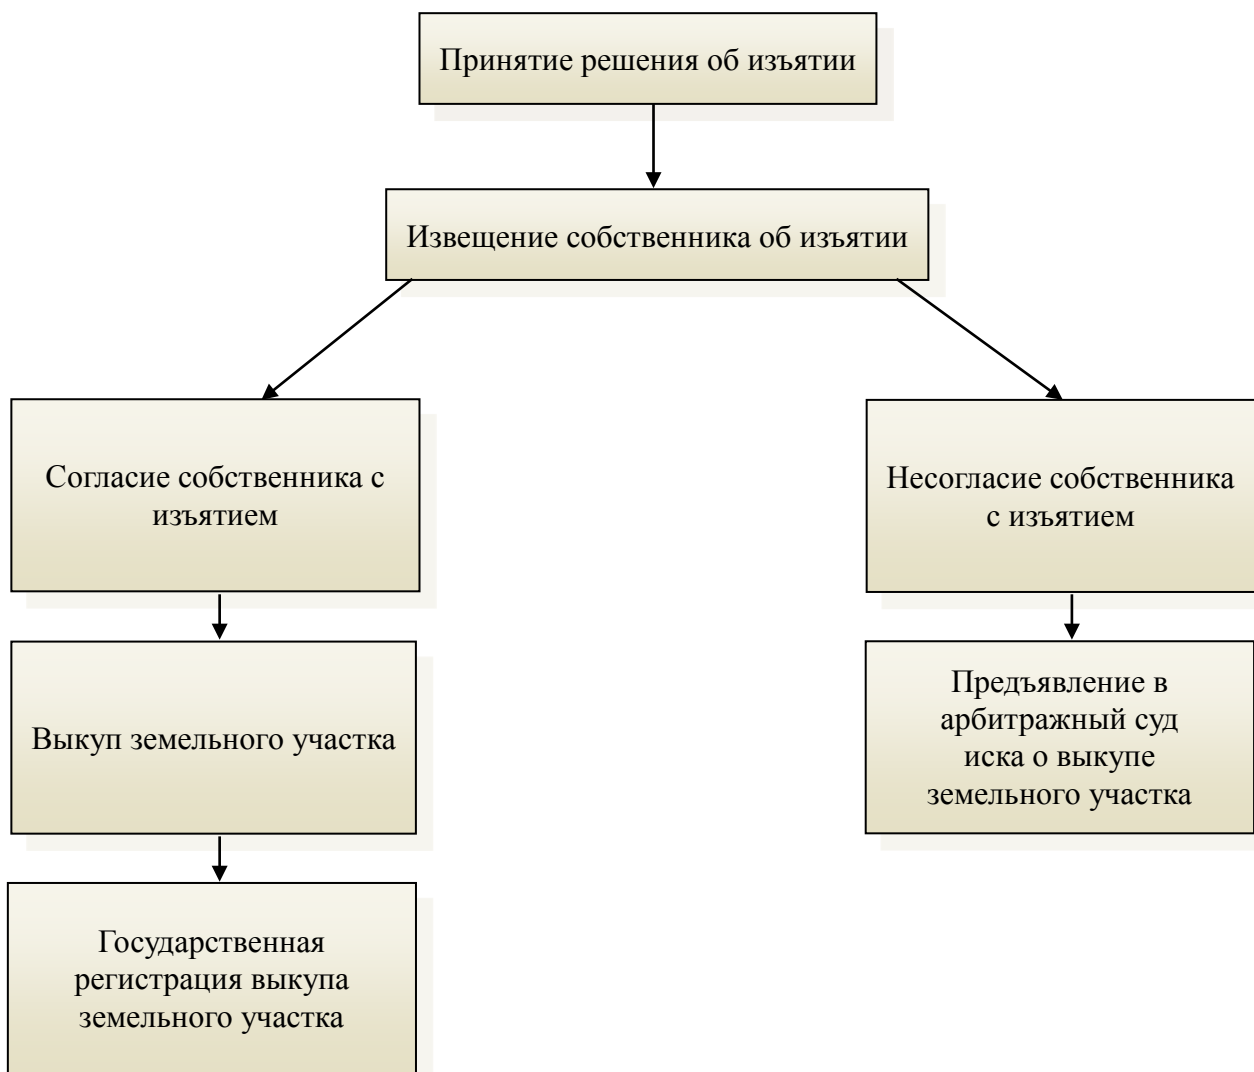 Принятие решения об изъятии
Извещение собственника об изъятии
Согласие собственника с
изъятием
Несогласие собственника
с изъятием
Выкуп земельного участка
Предъявление в
арбитражный суд
иска о выкупе
земельного участка
Государственная
регистрация выкупа
земельного участка